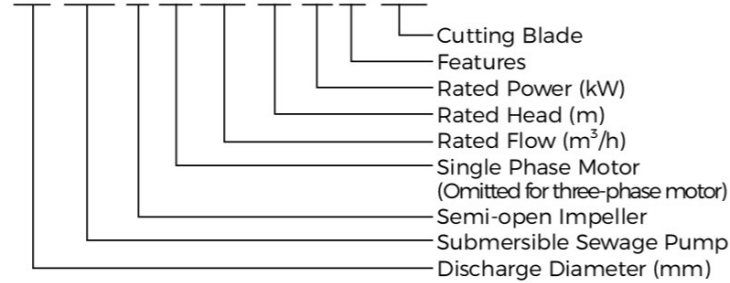 Cutting Blade
Features
Rated Power (kW)
Rated Head (m)
Rated Flow (m³/h)
Single Phase Motor
(Omitted for three-phase motor)
Semi-open Impeller
Submersible Sewage Pump
Discharge Diameter (mm)